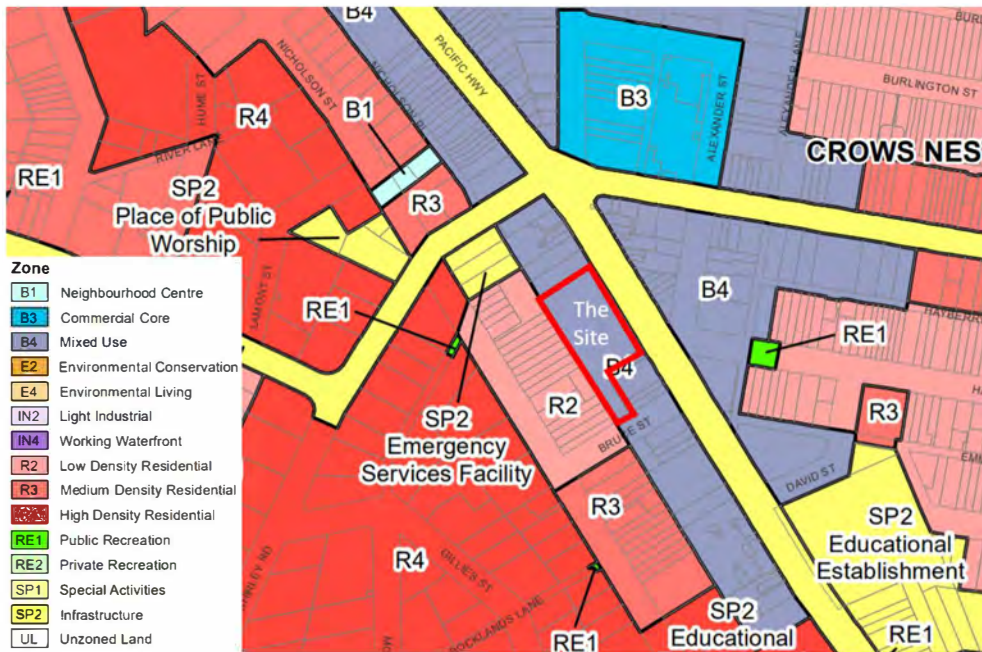 B4
PACIFIC HWY
NICHOLSON ST
B1
B3
ALEXANDER ST
ALEXANDER LANE
BURLINGTON ST
HUME ST
R4
RIVER LANE
CROWS NES
RE1
SP2
Place of Public
Worship
R3
Zone
B1 Neighbourhood Centre
B3 Commercial Core
B4 Mixed Use
E2 Environmental Conservation
E4 Environmental Living
IN2 Light Industrial
IN4 Working Waterfront
R2 Low Density Residential
R3 Medium Density Residential
High Density Residential
RE1 Public Recreation
RE2 Private Recreation
SP1 Special Activities
SP2 Infrastructure
UL Unzoned Land
RE1
The
Site
B4
B4
RE1
R2
SP2
Emergency
Services Facility
BRUCE ST
R3
DAVID ST
R3
SP2
Educational
Establishment
R4
GILLIES ST
ROCKLANDS LANE
RE1
SP2
Educational
RE1